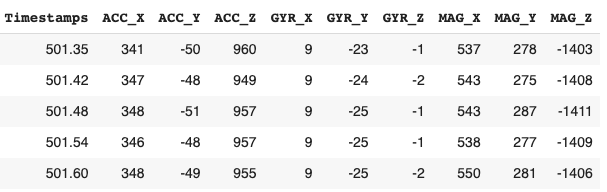 Timestamps ACC_X ACC_Y ACC_Z GYR_X GYR_Y GYR_Z MAG_X MAG_Y MAG_Z
501.35 341 -50 960 9 -23 -1 537 278 -1403
501.42 347 -48 949 9 -24 -2 543 275 -1408
501.48 348 -51 957 9 -25 -1 543 287 -1411
501.54 346 -48 957 9 -25 -1 538 277 -1409
501.60 348 -49 955 9 -25 -2 550 281 -1406